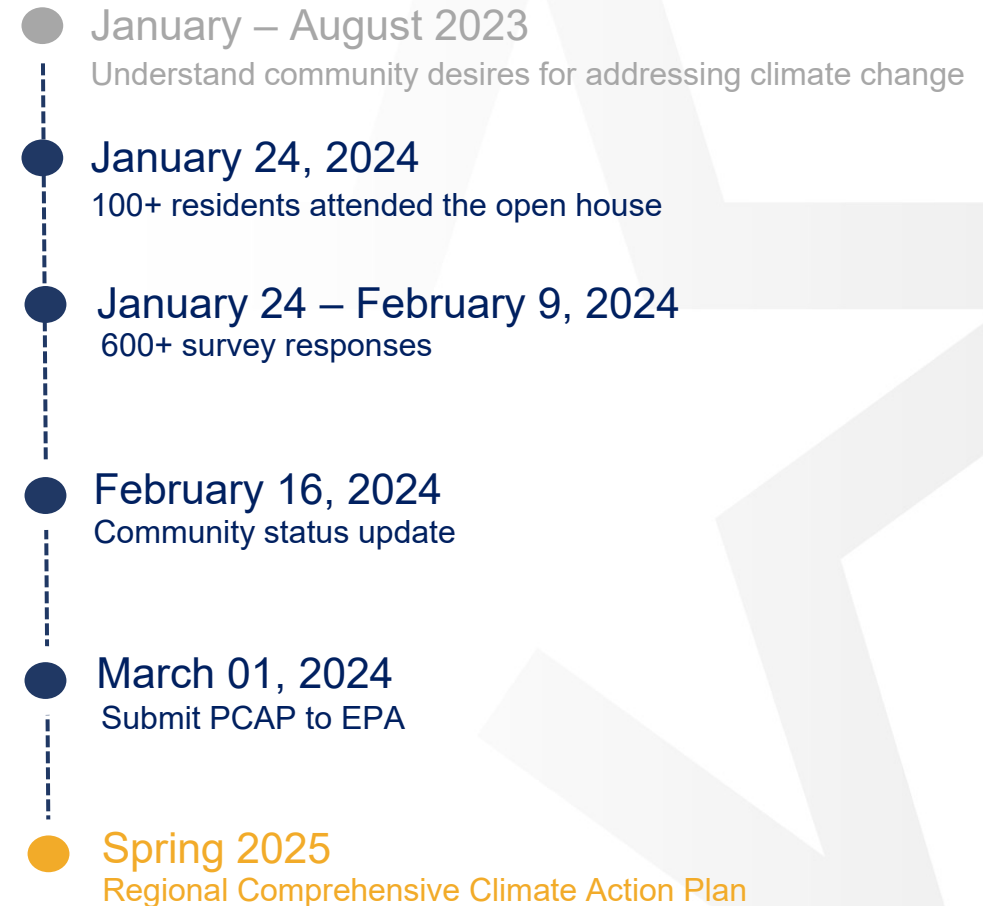 January – August 2023
Understand community desires for addressing climate change
January 24, 2024
100+ residents attended the open house
January 24 – February 9, 2024
600+ survey responses
February 16, 2024
Community status update
March 01, 2024
Submit PCAP to EPA
Spring 2025
Regional Comprehensive Climate Action Plan